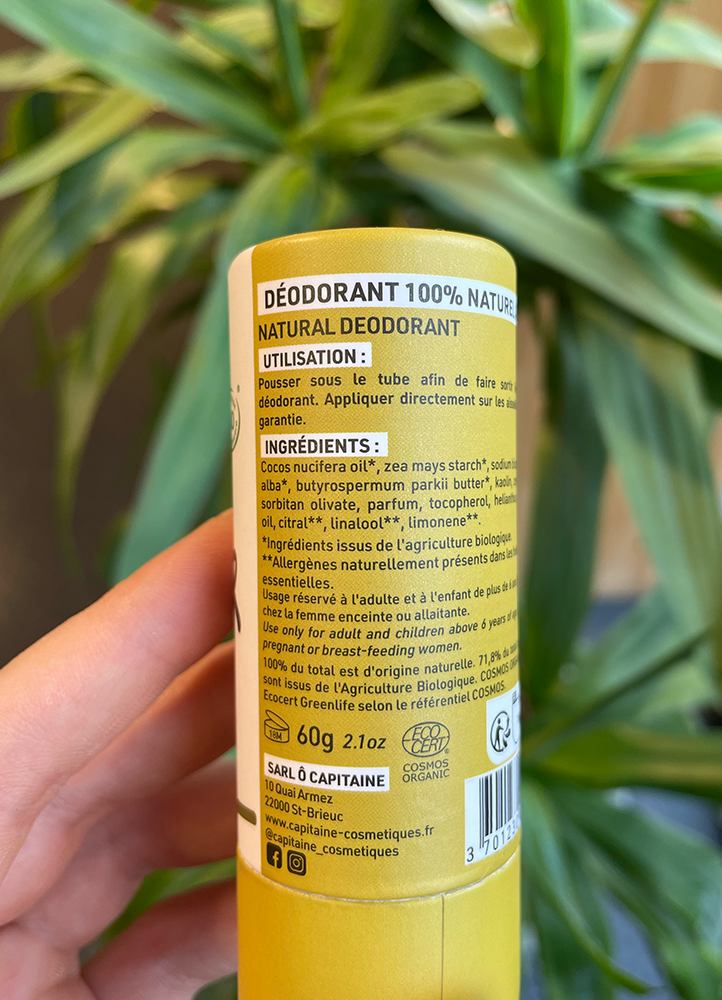 DÉODORANT 100% NATUREL
NATURAL DEODORANT
UTILISATION :
Pousser sous le tube afin de faire sortir
déodorant. Appliquer directement sur les
garantie.
INGRÉDIENTS :
Cocos nucifera oil*, zea mays starch*, sodium
alba*, butyrospermum parkii butter*, kaolin,
sorbitan olivate, parfum, tocopherol,
oil, citral**, linalool**, limonene**.
*Ingrédients issus de l'agriculture biologique.
**Allergènes naturellement présents dans les
essentielles.
Usage réservé à l'adulte et à l'enfant de plus de 6
chez la femme enceinte ou allaitante.
Use only for adult and children above 6 years of
pregnant or breast-feeding women.
100% du total est d'origine naturelle. 71,8% du
sont issus de l'Agriculture Biologique. COSMOS
Ecocert Greenlife selon le référentiel COSMOS.
18M 60g 2.1oz
ECO
CERT®
COSMOS
ORGANIC
SARL Ô CAPITAINE
10 Quai Armez
22000 St-Brieuc
www.capitaine-cosmetiques.fr
@capitaine_cosmetiques
3 7012